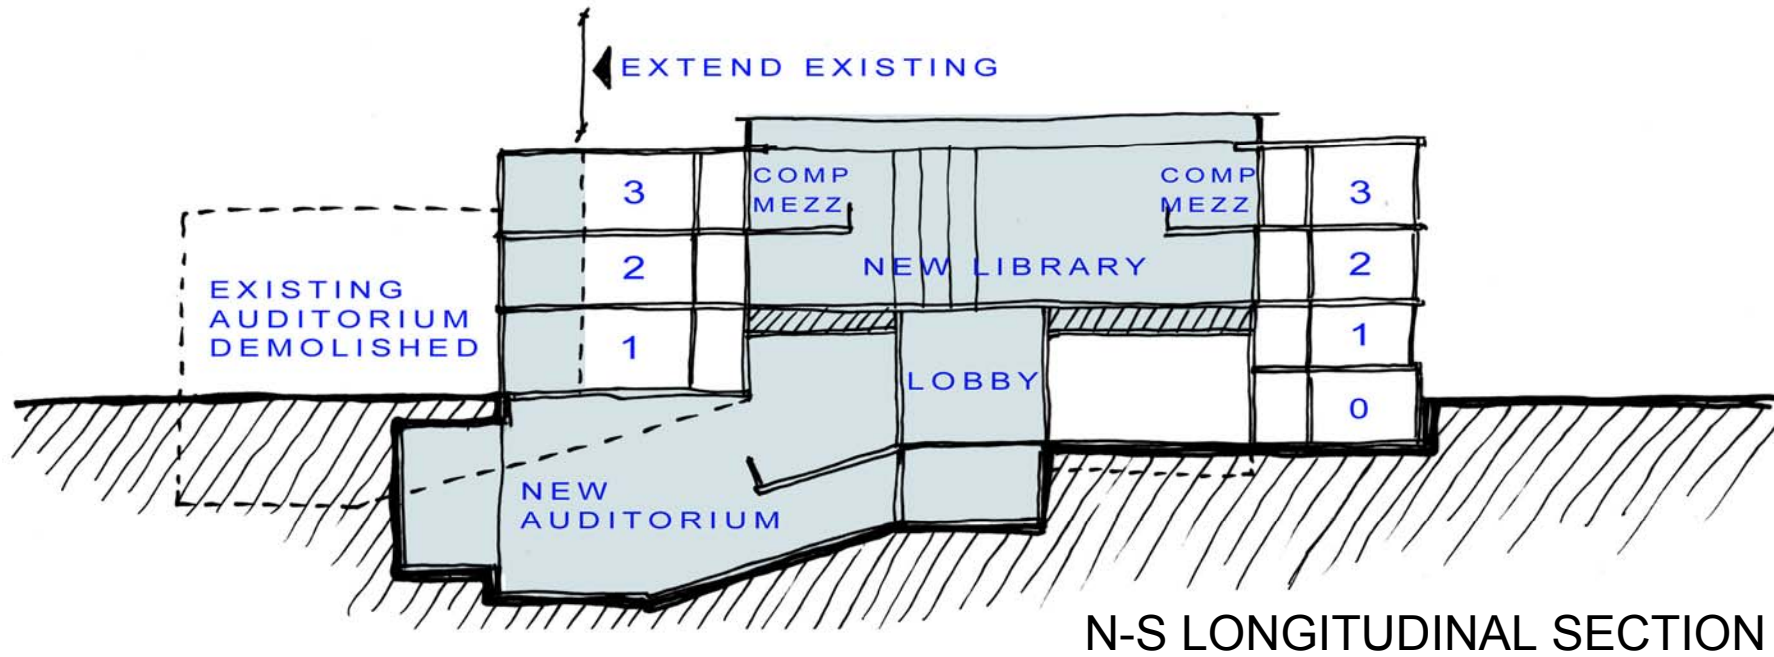 EXTEND EXISTING
COMP
MEZZ
COMP
MEZZ
3
3
2
NEW LIBRARY
2
EXISTING
AUDITORIUM
DEMOLISHED
1
1
LOBBY
0
NEW
AUDITORIUM
N-S LONGITUDINAL SECTION